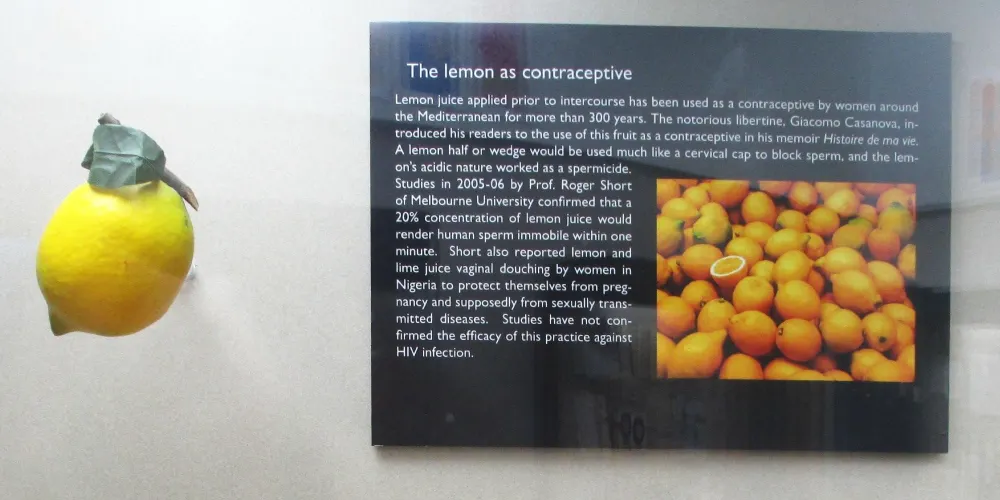 The lemon as contraceptive
Lemon juice applied prior to intercourse has been used as a contraceptive by women around
the Mediterranean for more than 300 years. The notorious libertine, Giacomo Casanova, in-
troduced his readers to the use of this fruit as a contraceptive in his memoir Histoire de ma vie.
A lemon half or wedge would be used much like a cervical cap to block sperm, and the lem-
on's acidic nature worked as a spermicide.
Studies in 2005-06 by Prof. Roger Short
of Melbourne University confirmed that a
20% concentration of lemon juice would
render human sperm immobile within one
minute. Short also reported lemon and
lime juice vaginal douching by women in
Nigeria to protect themselves from preg-
nancy and supposedly from sexually trans-
mitted diseases. Studies have not con-
firmed the efficacy of this practice against
HIV infection.